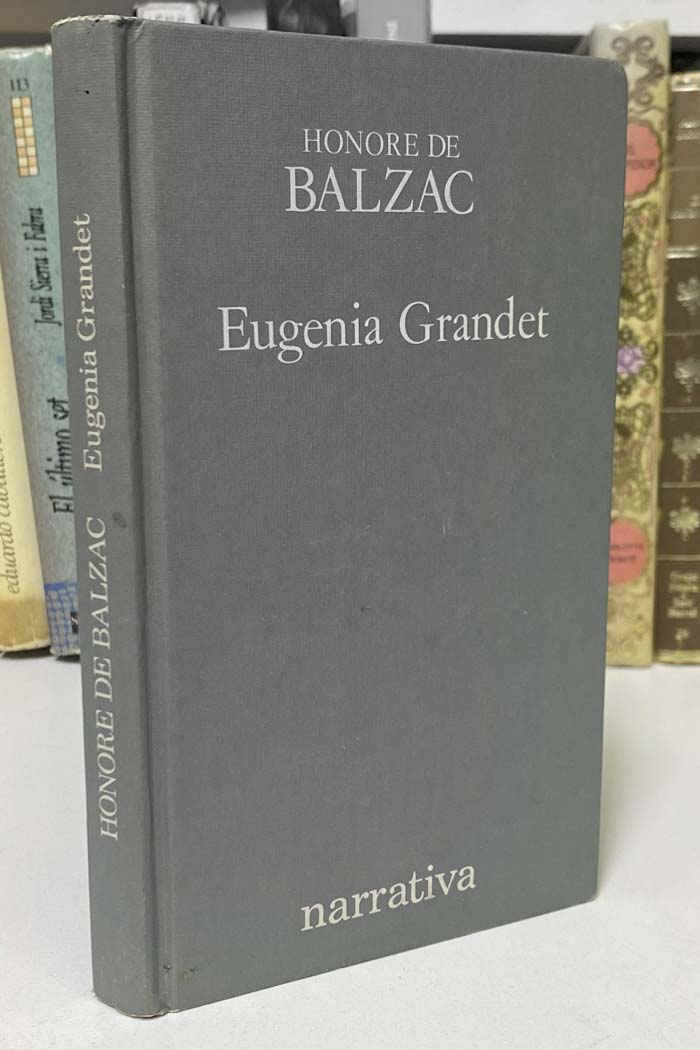 HONORE DE
BALZAC
Eugenia Grandet
narrativa
HONORE DE BALZAC Eugenia Grandet
113
Jordi Sierra i Fabra
El último set
eduardo